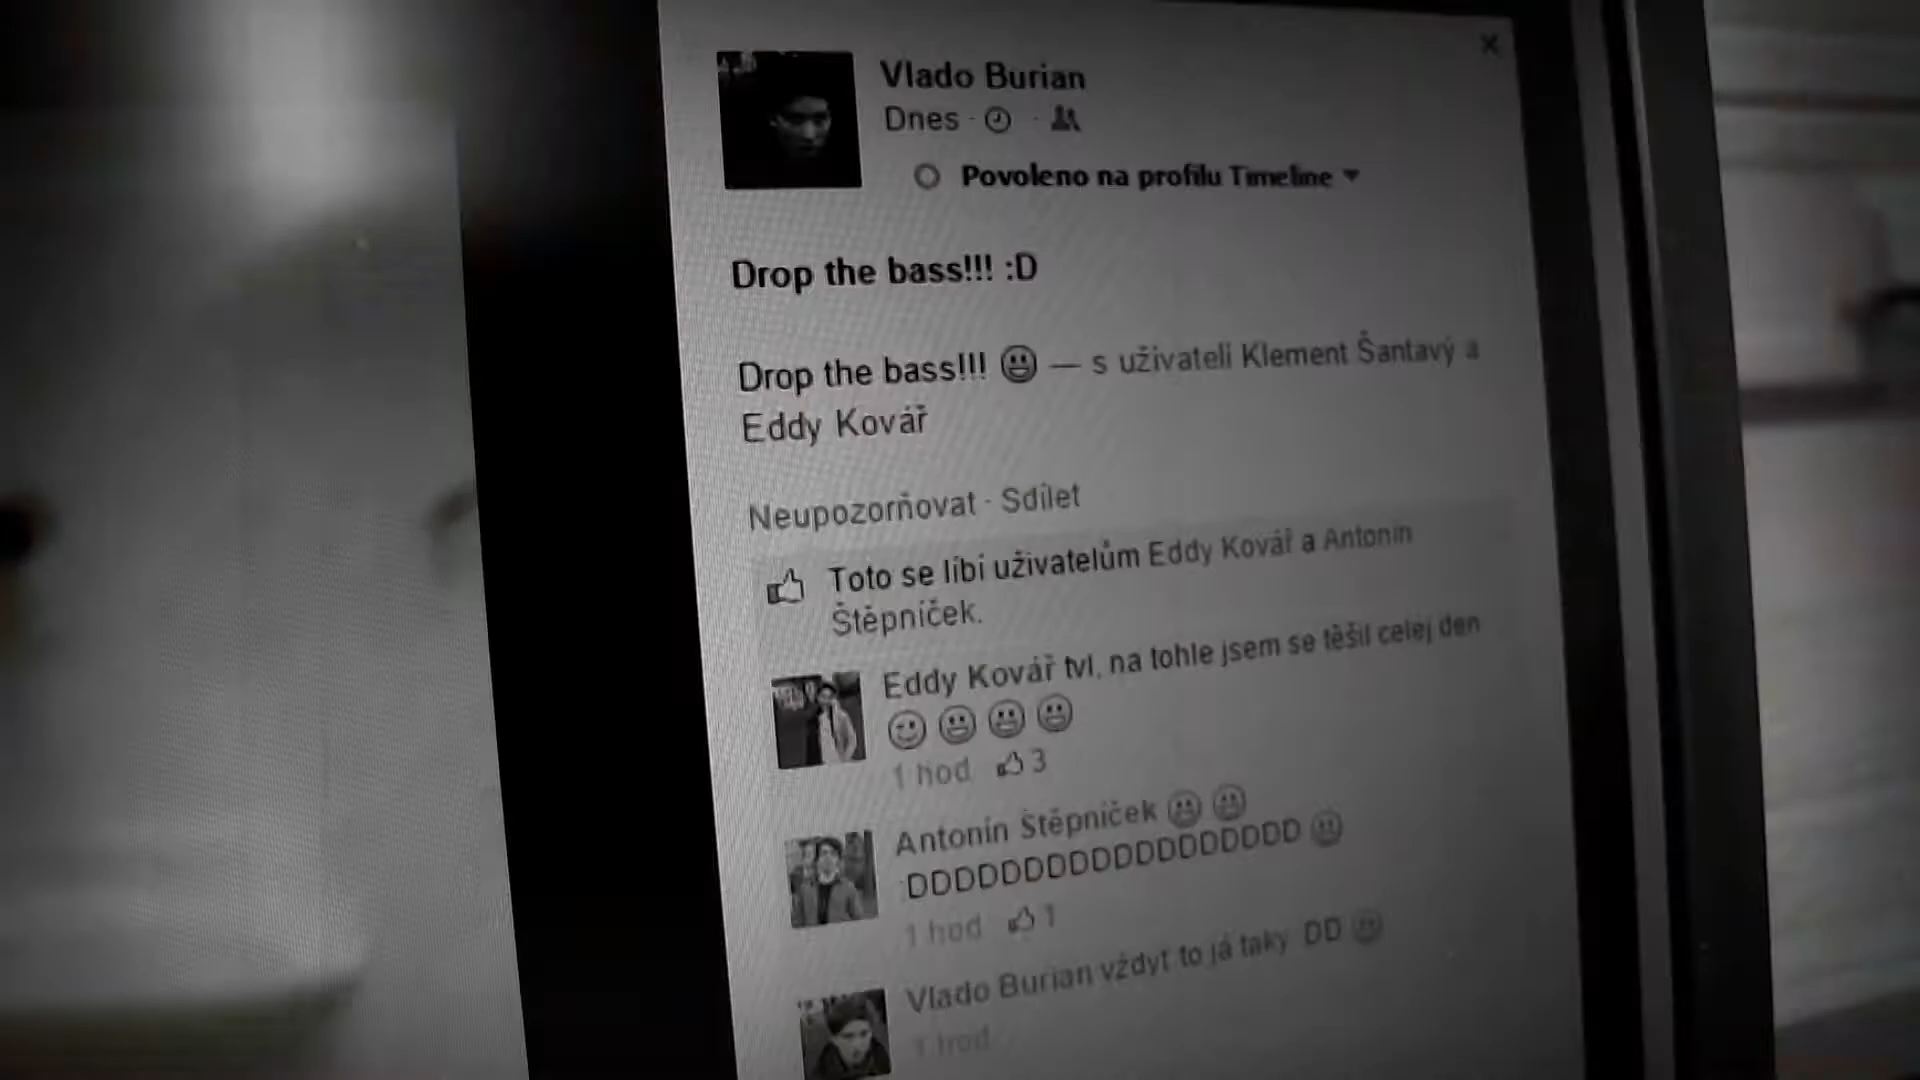 Vlado Burian
Dnes
Povoleno na profilu Timeline
Drop the bass!!! :D
Drop the bass!!! — s uživateli Klement Šantavý a
Eddy Kovář
Neupozorňovat · Sdílet
Toto se líbí uživatelům Eddy Kovář a Antonín
Štěpníček.
Eddy Kovář tvl, na tohle jsem se těšil celej den
1 hod 3
Antonín Štěpníček
:DDDDDDDDDDDDDDDDD
1 hod 1
Vlado Burian vždyt to já taky DD
1 hod